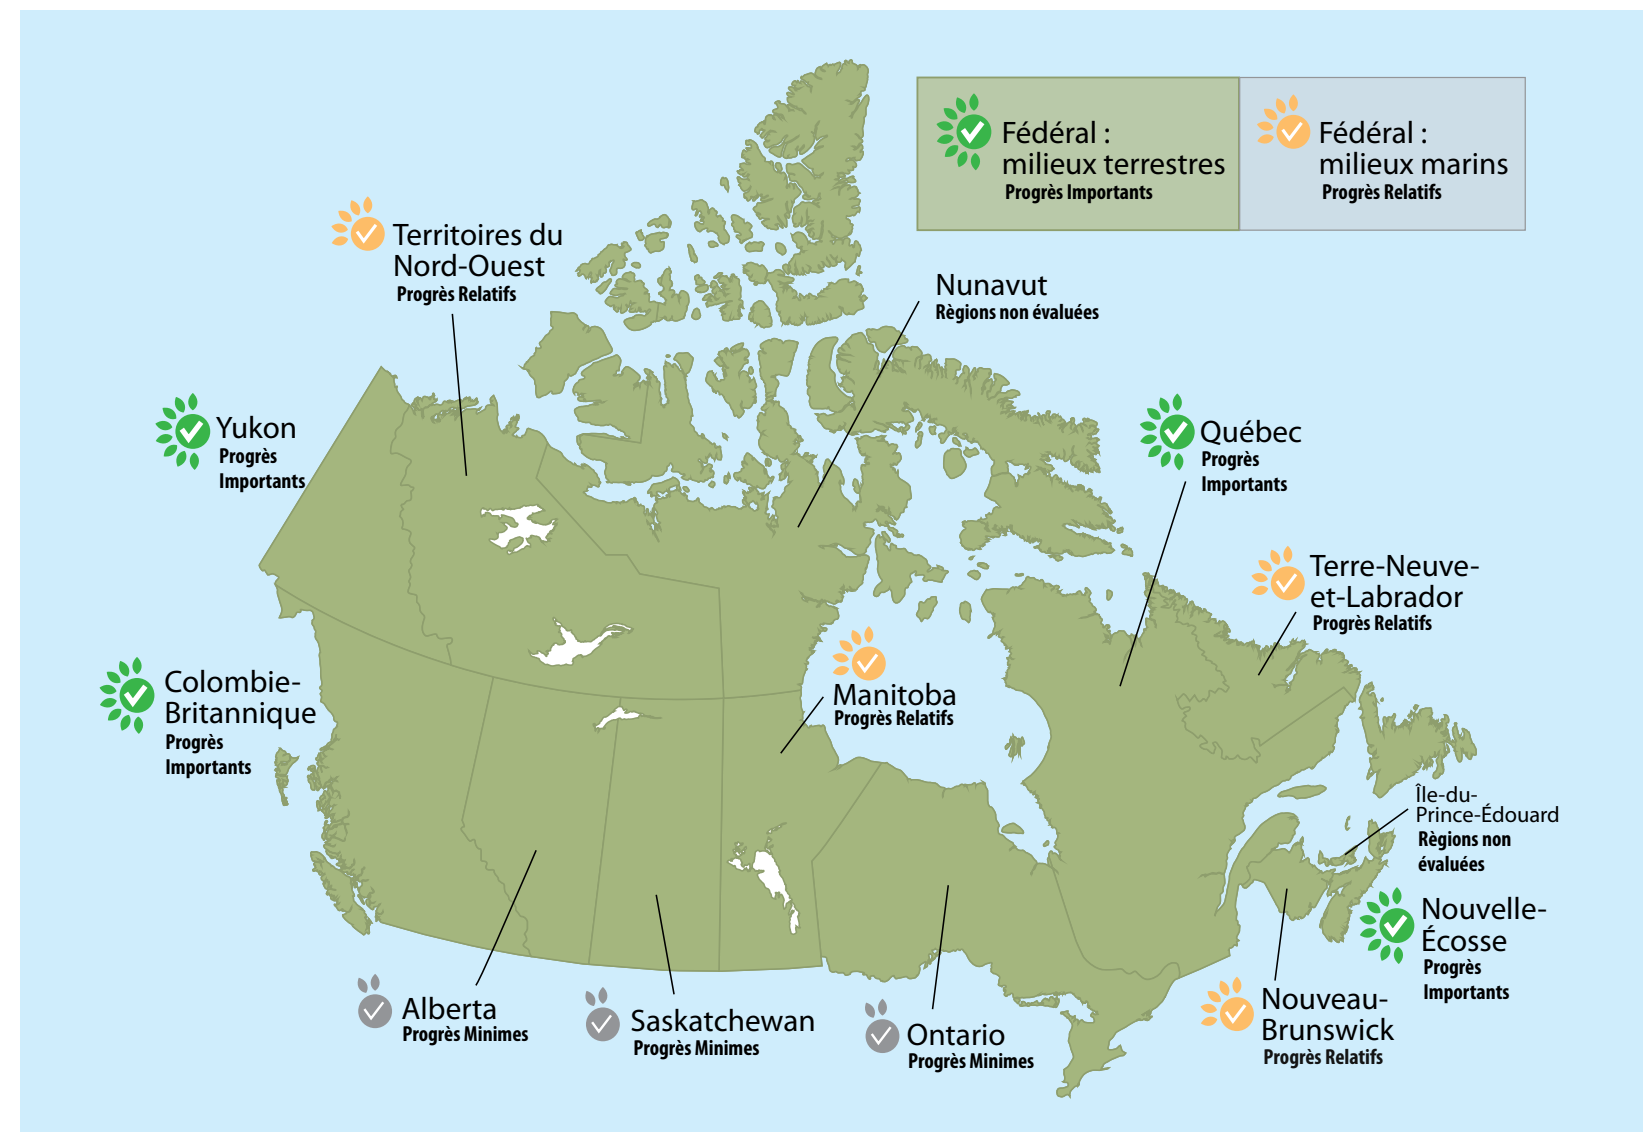 Fédéral :
milieux terrestres
Progrès Importants
Fédéral :
milieux marins
Progrès Relatifs
Territoires du
Nord-Ouest
Progrès Relatifs
Nunavut
Règions non évaluées
Yukon
Progrès
Importants
Québec
Progrès
Importants
Terre-Neuve-
et-Labrador
Progrès Relatifs
Colombie-
Britannique
Progrès
Importants
Manitoba
Progrès Relatifs
Île-du-
Prince-Édouard
Règions non
évaluées
Nouvelle-
Écosse
Progrès
Importants
Alberta
Progrès Minimes
Saskatchewan
Progrès Minimes
Ontario
Progrès Minimes
Nouveau-
Brunswick
Progrès Relatifs